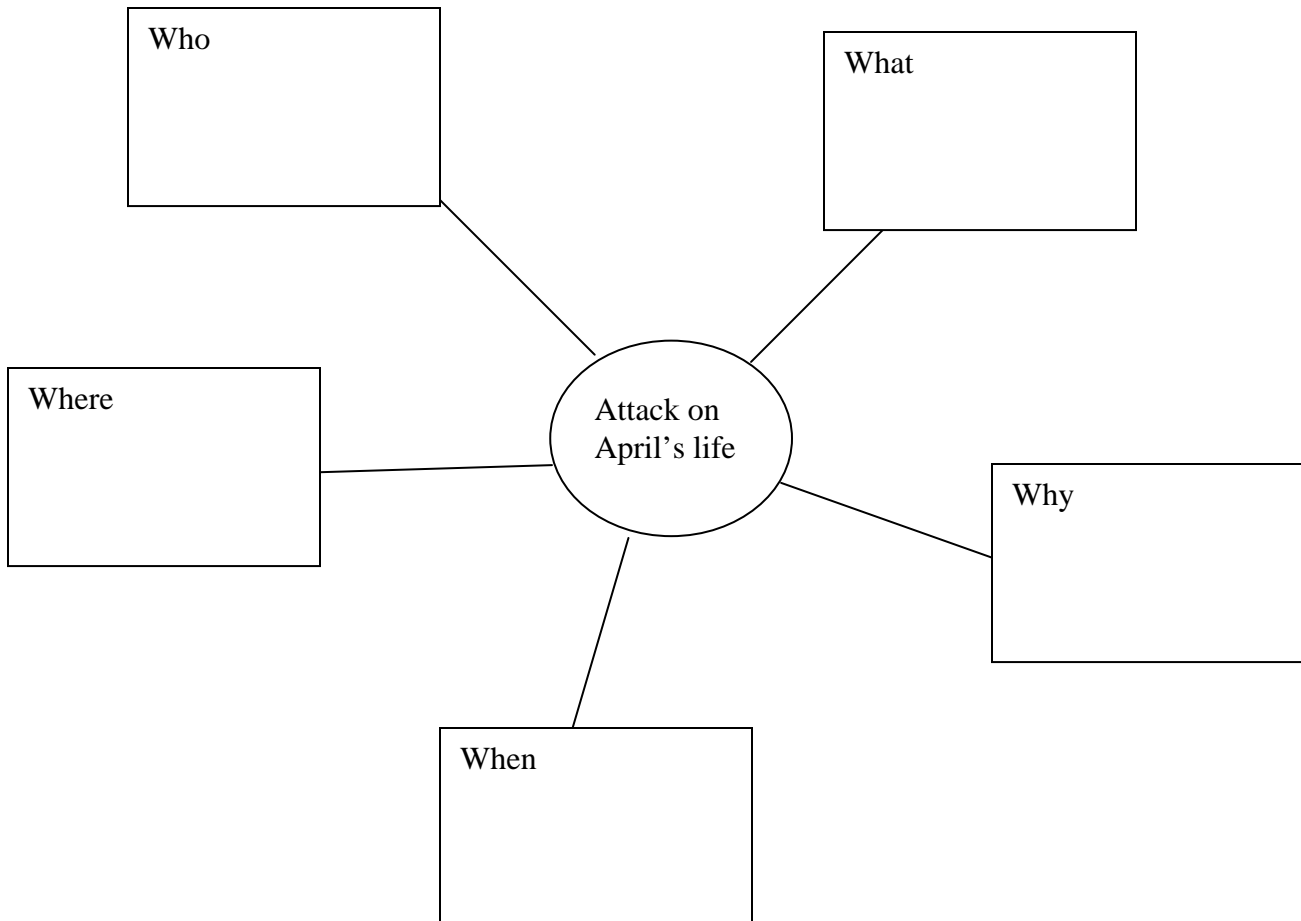 Who
What
Where
Attack on
April’s life
Why
When